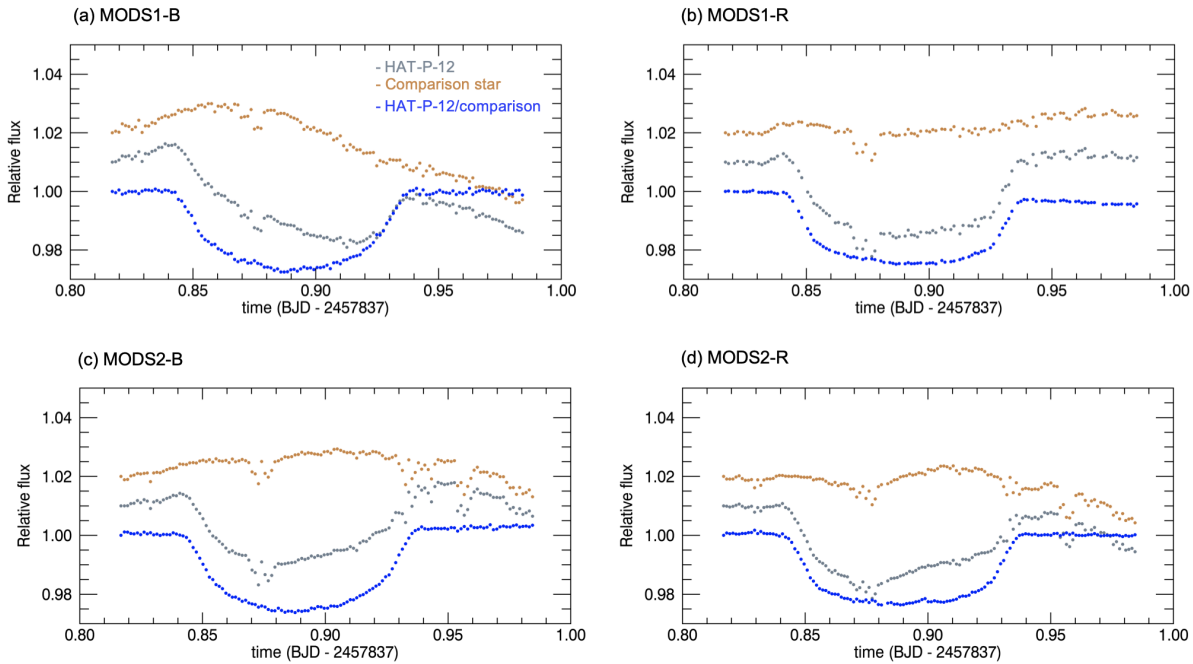 (a) MODS1-B
(b) MODS1-R
- HAT-P-12
- Comparison star
- HAT-P-12/comparison
Relative flux
1.04
1.02
1.00
0.98
0.80 0.85 0.90 0.95 1.00
time (BJD - 2457837)
Relative flux
1.04
1.02
1.00
0.98
0.80 0.85 0.90 0.95 1.00
time (BJD - 2457837)
(c) MODS2-B
(d) MODS2-R
Relative flux
1.04
1.02
1.00
0.98
0.80 0.85 0.90 0.95 1.00
time (BJD - 2457837)
Relative flux
1.04
1.02
1.00
0.98
0.80 0.85 0.90 0.95 1.00
time (BJD - 2457837)